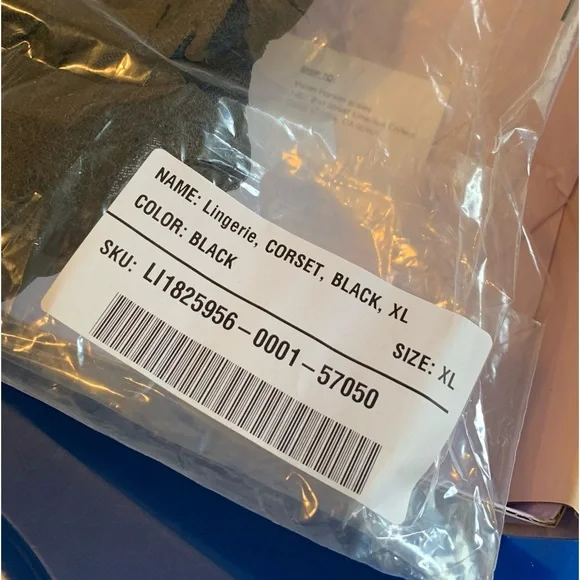 NAME: Lingerie, CORSET, BLACK, XL
COLOR: BLACK
SIZE: XL
SKU: LI1825956-0001-57050